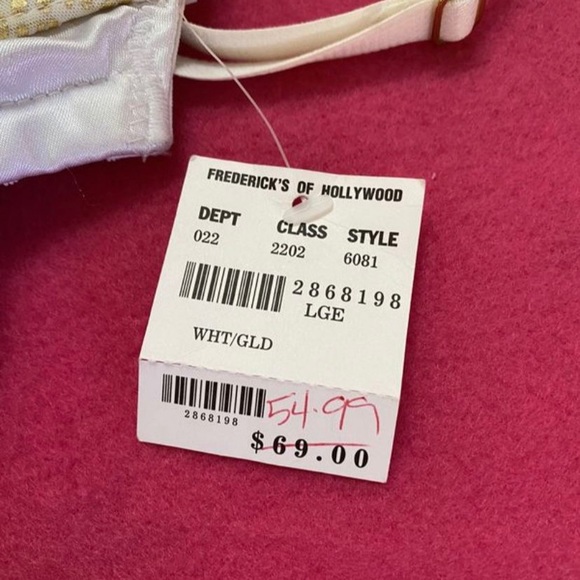 FREDERICK'S OF HOLLYWOOD
DEPT CLASS STYLE
022 2202 6081
2868198
LGE
WHT/GLD
2868198
54.99
$69.00